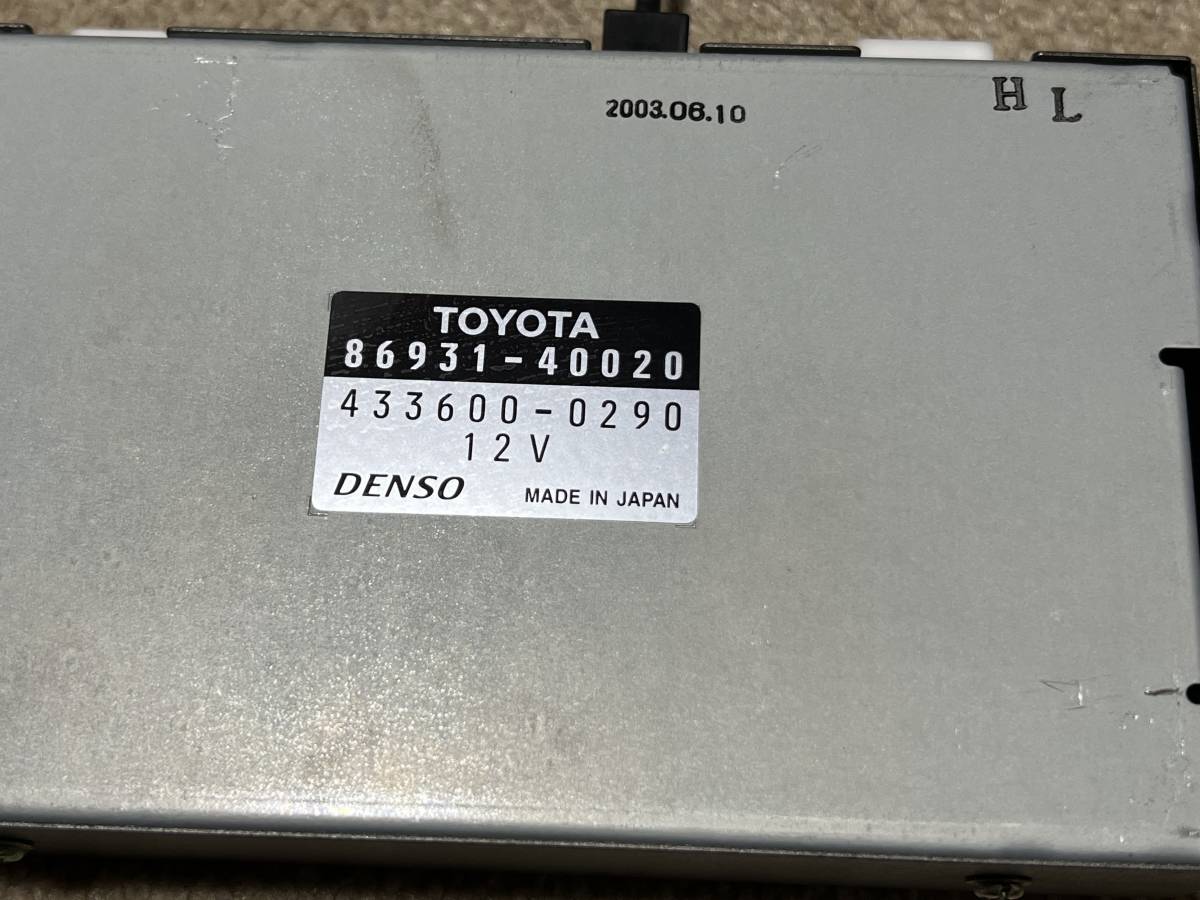 2003.06.10
H L
TOYOTA
86931-40020
433600-0290
12V
DENSO
MADE IN JAPAN